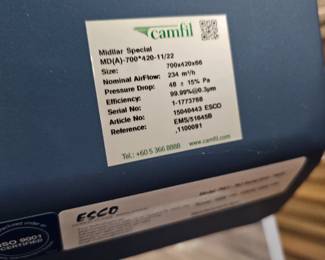 camfil
Midilar Special
MD(A)-700*420-11/22
Size: 700x420x66
Nominal AirFlow: 234 m³/h
Pressure Drop: 48 ± 15% Pa
Efficiency: 99.99%@0.3µm
Serial No: 1-1773768
Article No: 15040443 ESCO
Reference: EMS/51645B
,1100091
Tel.: +60 5 366 8888
www.camfil.com
ESCO
ISO 9001
CERTIFIED